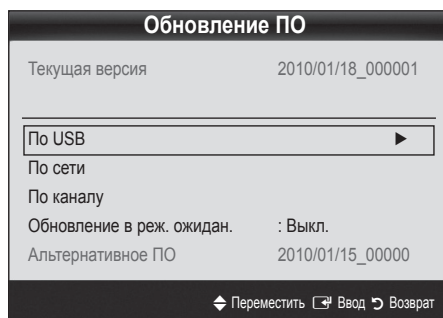 Обновление ПО
Текущая версия 2010/01/18_000001
По USB ►
По сети
По каналу
Обновление в реж. ожидан. : Выкл.
Альтернативное ПО 2010/01/15_00000
Переместить Ввод Возврат